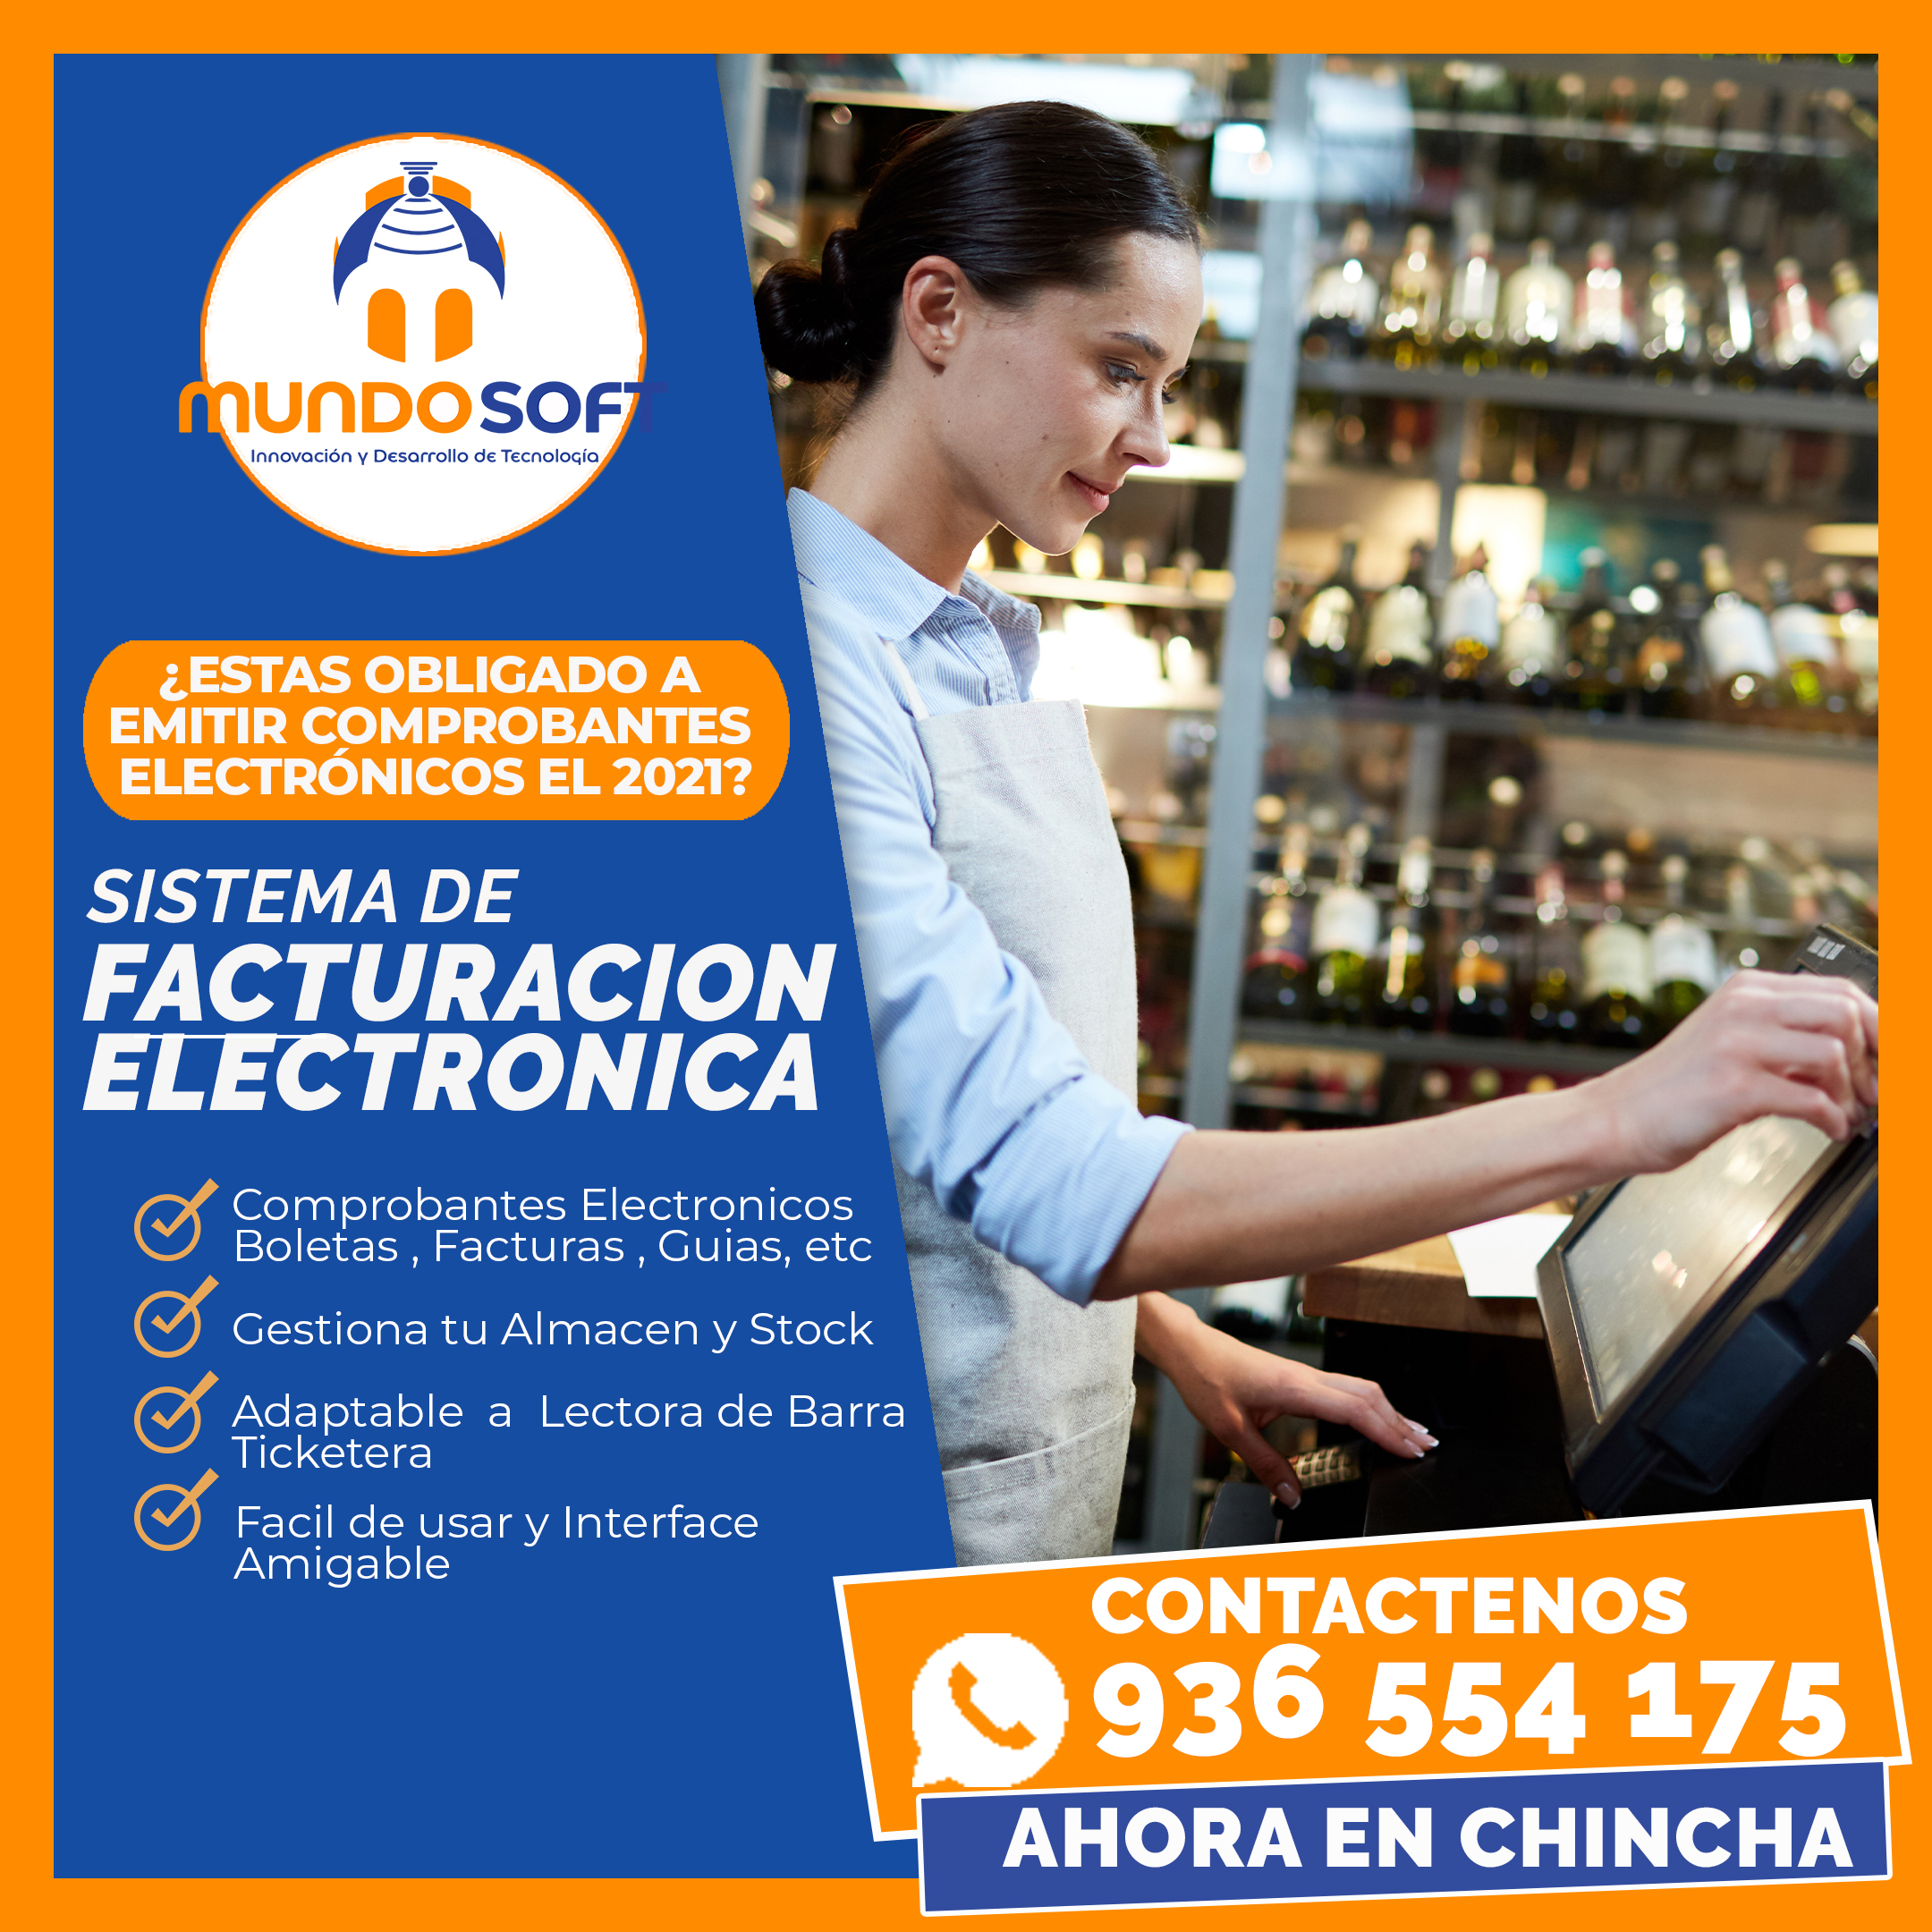 MUNDOSOFT
Innovación y Desarrollo de Tecnología
¿ESTAS OBLIGADO A
EMITIR COMPROBANTES
ELECTRÓNICOS EL 2021?
SISTEMA DE
FACTURACION
ELECTRONICA
Comprobantes Electronicos
Boletas , Facturas , Guias, etc
Gestiona tu Almacen y Stock
Adaptable a Lectora de Barra
Ticketera
Facil de usar y Interface
Amigable
CONTACTENOS
936 554 175
AHORA EN CHINCHA